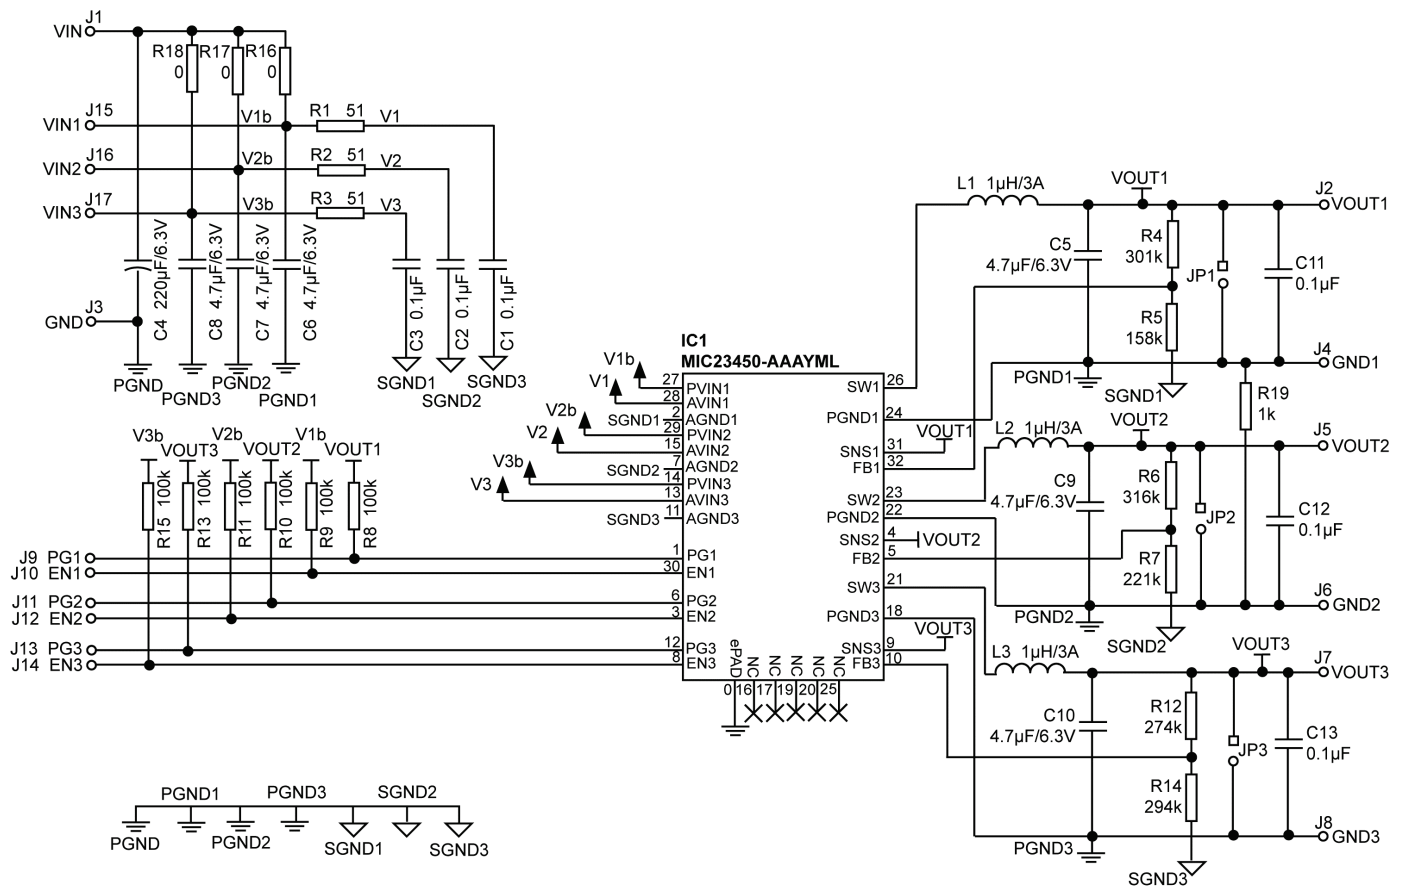 J1
VIN
R18 0
R17 0
R16 0
J15
VIN1
V1b
R1 51
V1
J16
VIN2
V2b
R2 51
V2
J17
VIN3
V3b
R3 51
V3
J3
GND
C4 220µF/6.3V
C8 4.7µF/6.3V
C7 4.7µF/6.3V
C6 4.7µF/6.3V
C3 0.1µF
C2 0.1µF
C1 0.1µF
PGND
PGND3
PGND2
PGND1
SGND1
SGND2
SGND3
V3b
VOUT3
V2b
VOUT2
V1b
VOUT1
R15 100k
R13 100k
R11 100k
R10 100k
R9 100k
R8 100k
J9 PG1
J10 EN1
J11 PG2
J12 EN2
J13 PG3
J14 EN3
IC1
MIC23450-AAAYML
V1b
27 PVIN1
V1
28 AVIN1
SGND1 2 AGND1
V2b
29 PVIN2
V2
15 AVIN2
SGND2 7 AGND2
V3b
14 PVIN3
V3
13 AVIN3
SGND3 11 AGND3
1 PG1
30 EN1
6 PG2
3 EN2
12 PG3
8 EN3
ePAD
NC
NC
NC
NC
NC
0 16 17 19 20 25
SW1 26
PGND1 24
SNS1 31 VOUT1
FB1 32
SW2 23
PGND2 22
SNS2 4 VOUT2
FB2 5
SW3 21
PGND3 18
SNS3 9 VOUT3
FB3 10
L1 1µH/3A
VOUT1
J2
VOUT1
C5
4.7µF/6.3V
R4
301k
R5
158k
JP1
C11
0.1µF
J4
GND1
PGND1
SGND1
R19
1k
L2 1µH/3A
VOUT2
J5
VOUT2
C9
4.7µF/6.3V
R6
316k
R7
221k
JP2
C12
0.1µF
J6
GND2
PGND2
SGND2
L3 1µH/3A
VOUT3
J7
VOUT3
C10
4.7µF/6.3V
R12
274k
R14
294k
JP3
C13
0.1µF
J8
GND3
PGND3
SGND3
PGND1
PGND3
SGND2
PGND
PGND2
SGND1
SGND3